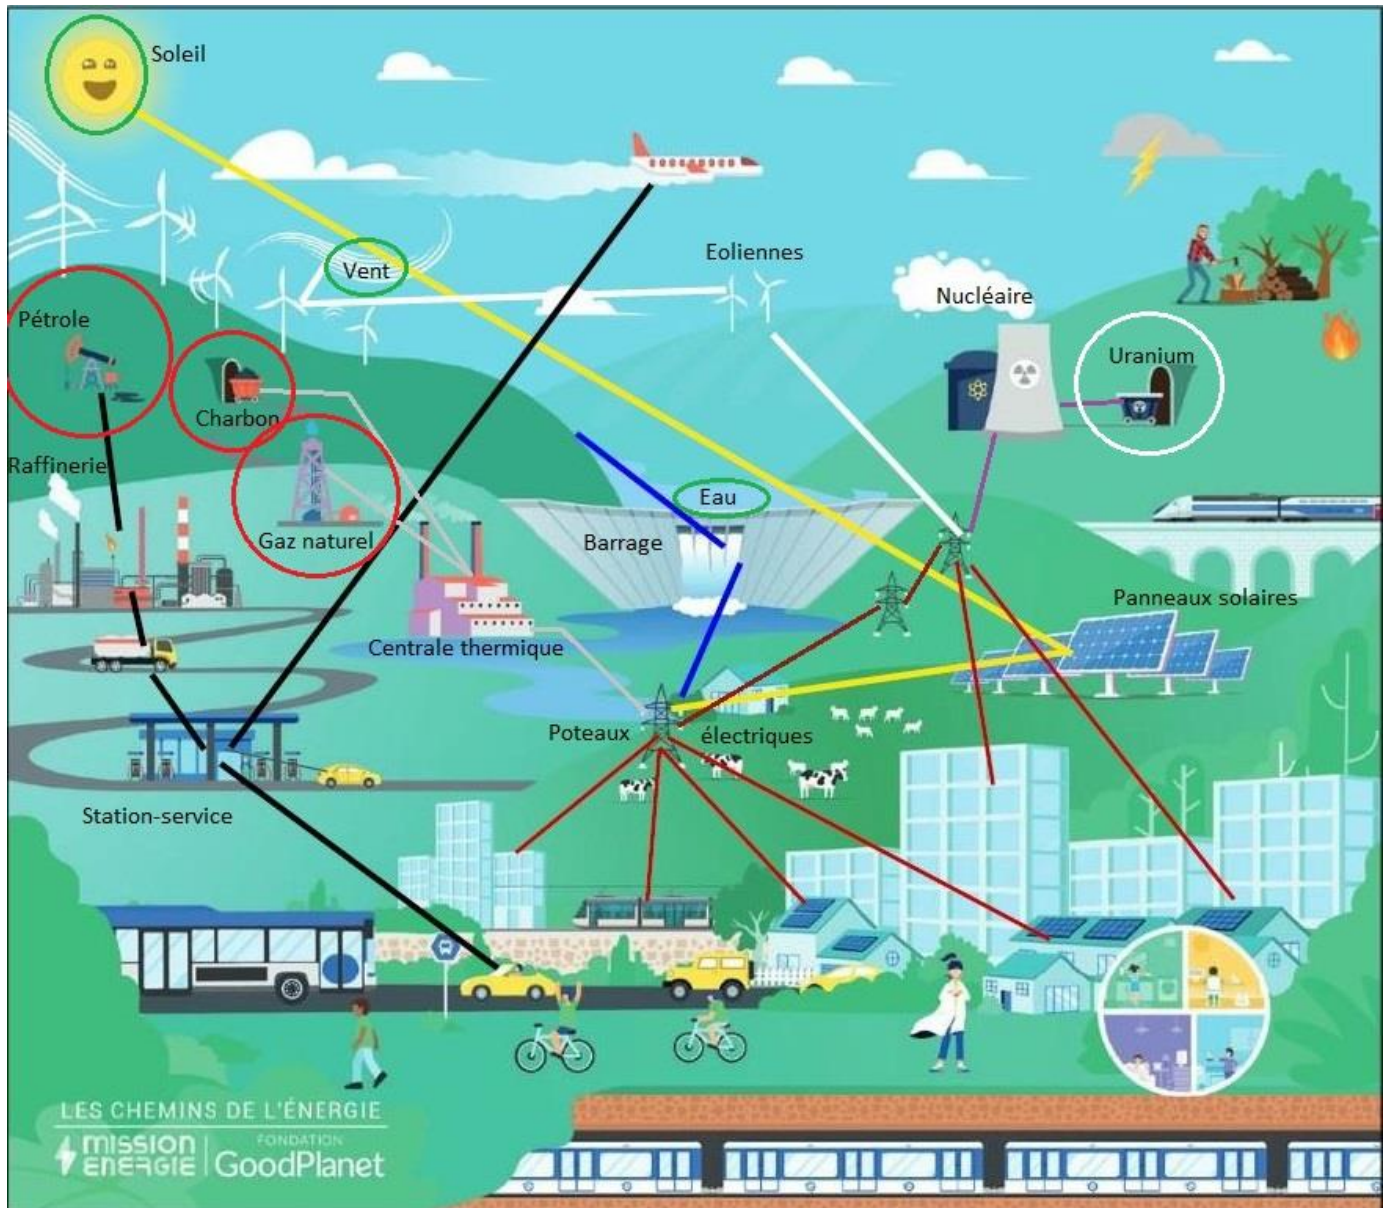 Soleil
Vent
Eoliennes
Nucléaire
Pétrole
Uranium
Charbon
Raffinerie
Eau
Gaz naturel
Barrage
Panneaux solaires
Centrale thermique
Poteaux électriques
Station-service
LES CHEMINS DE L'ÉNERGIE
mission
ENERGIE
FONDATION
GoodPlanet